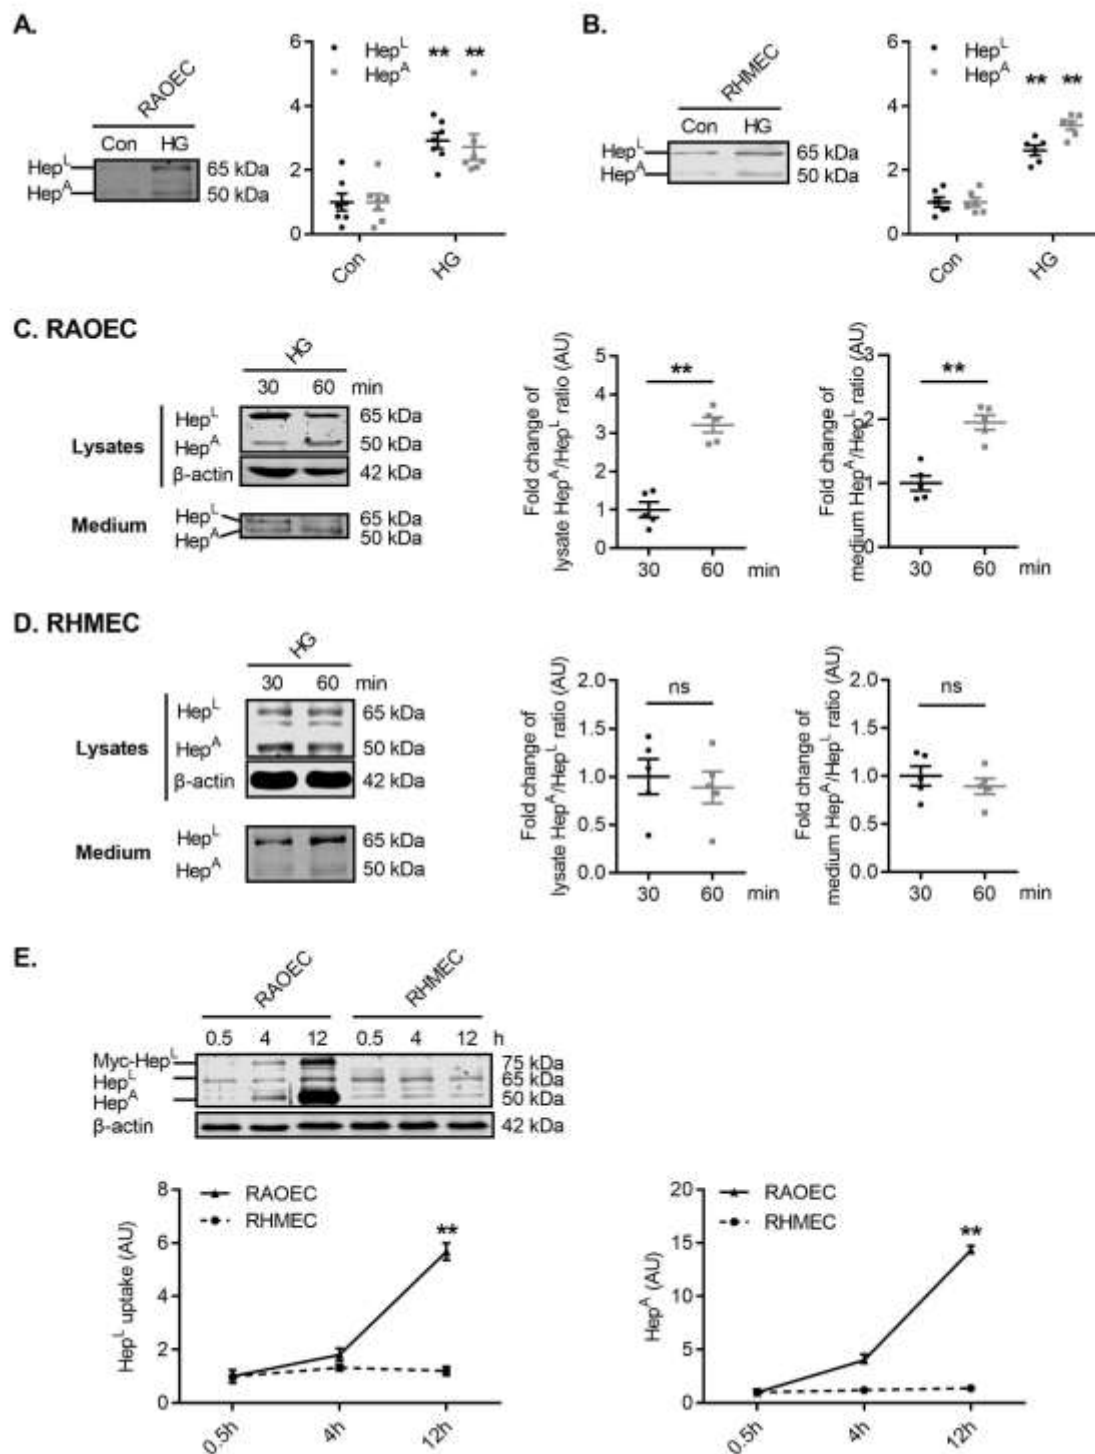 A.
RAOEC
Con HG
Hep^L 65 kDa
Hep^A 50 kDa
6
4
2
0
Hep^L
Hep^A
** **
Con HG
B.
RHMEC
Con HG
Hep^L 65 kDa
Hep^A 50 kDa
6
4
2
0
Hep^L
Hep^A
** **
Con HG
C. RAOEC
HG
30 60 min
Lysates
Hep^L 65 kDa
Hep^A 50 kDa
β-actin 42 kDa
Medium
Hep^L 65 kDa
Hep^A 50 kDa
Fold change of
lysate Hep^A/Hep^L ratio (AU)
5
4
3
2
1
0
**
30 60 min
Fold change of
medium Hep^A/Hep^L ratio (AU)
3
2
1
0
**
30 60 min
D. RHMEC
HG
30 60 min
Lysates
Hep^L 65 kDa
Hep^A 50 kDa
β-actin 42 kDa
Medium
Hep^L 65 kDa
Hep^A 50 kDa
Fold change of
lysate Hep^A/Hep^L ratio (AU)
2.0
1.5
1.0
0.5
0.0
ns
30 60 min
Fold change of
medium Hep^A/Hep^L ratio (AU)
2.0
1.5
1.0
0.5
0.0
ns
30 60 min
E.
RAOEC RHMEC
0.5 4 12 0.5 4 12 h
Myc-Hep^L 75 kDa
Hep^L 65 kDa
Hep^A 50 kDa
β-actin 42 kDa
Hep^L uptake (AU)
8
6
4
2
0
RAOEC
RHMEC
**
0.5h 4h 12h
Hep^A (AU)
20
15
10
5
0
RAOEC
RHMEC
**
0.5h 4h 12h